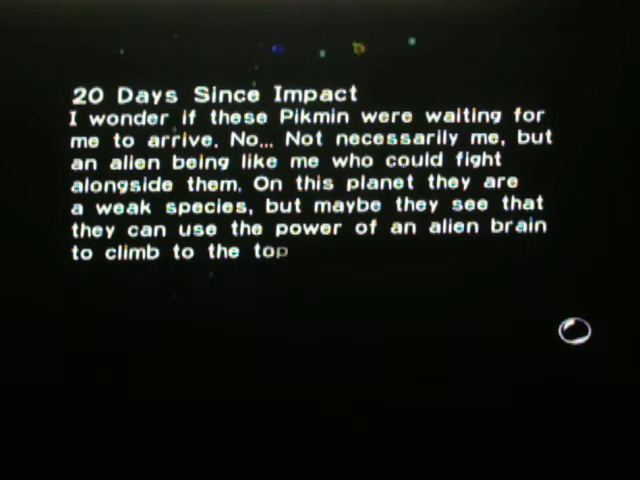 20 Days Since Impact
I wonder if these Pikmin were waiting for
me to arrive. No... Not necessarily me, but
an alien being like me who could fight
alongside them. On this planet they are
a weak species, but maybe they see that
they can use the power of an alien brain
to climb to the top